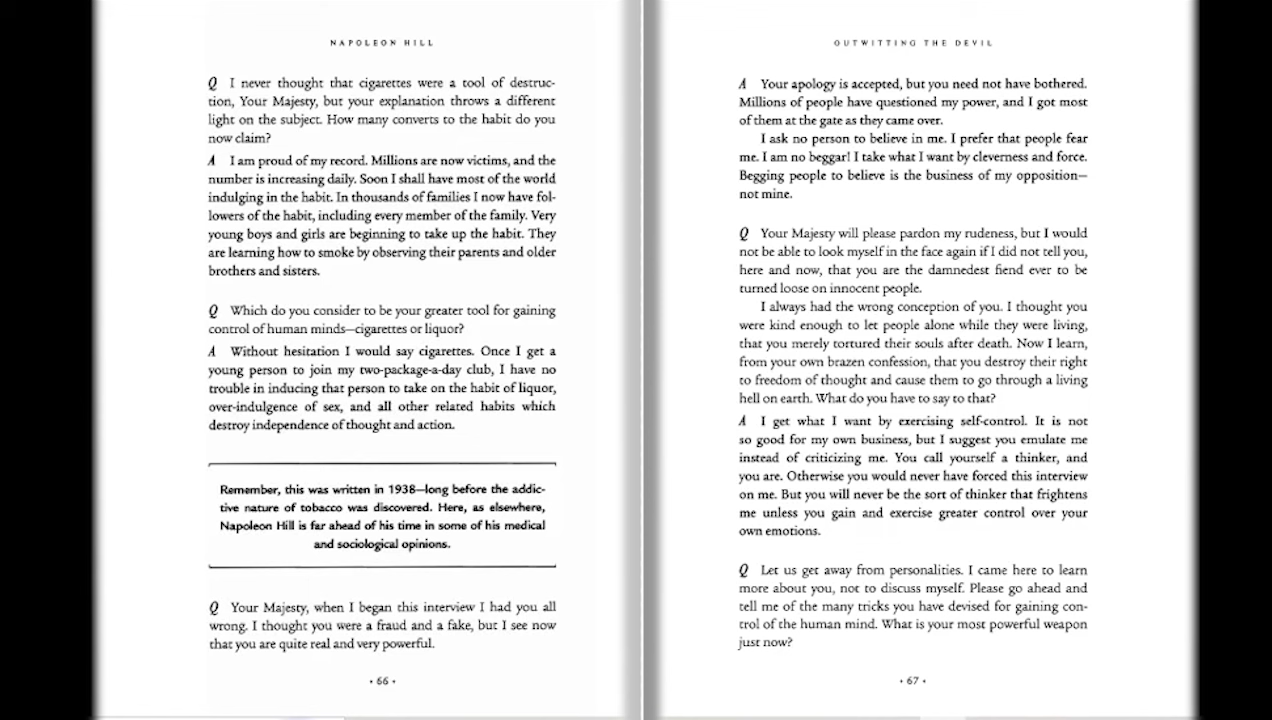 NAPOLEON HILL
Q I never thought that cigarettes were a tool of destruc-
tion, Your Majesty, but your explanation throws a different
light on the subject. How many converts to the habit do you
now claim?
A I am proud of my record. Millions are now victims, and the
number is increasing daily. Soon I shall have most of the world
indulging in the habit. In thousands of families I now have fol-
lowers of the habit, including every member of the family. Very
young boys and girls are beginning to take up the habit. They
are learning how to smoke by observing their parents and older
brothers and sisters.
Q Which do you consider to be your greater tool for gaining
control of human minds—cigarettes or liquor?
A Without hesitation I would say cigarettes. Once I get a
young person to join my two-package-a-day club, I have no
trouble in inducing that person to take on the habit of liquor,
over-indulgence of sex, and all other related habits which
destroy independence of thought and action.
Remember, this was written in 1938—long before the addic-
tive nature of tobacco was discovered. Here, as elsewhere,
Napoleon Hill is far ahead of his time in some of his medical
and sociological opinions.
Q Your Majesty, when I began this interview I had you all
wrong. I thought you were a fraud and a fake, but I see now
that you are quite real and very powerful.
• 66 •
OUTWITTING THE DEVIL
A Your apology is accepted, but you need not have bothered.
Millions of people have questioned my power, and I got most
of them at the gate as they came over.
I ask no person to believe in me. I prefer that people fear
me. I am no beggar! I take what I want by cleverness and force.
Begging people to believe is the business of my opposition—
not mine.
Q Your Majesty will please pardon my rudeness, but I would
not be able to look myself in the face again if I did not tell you,
here and now, that you are the damnedest fiend ever to be
turned loose on innocent people.
I always had the wrong conception of you. I thought you
were kind enough to let people alone while they were living,
that you merely tortured their souls after death. Now I learn,
from your own brazen confession, that you destroy their right
to freedom of thought and cause them to go through a living
hell on earth. What do you have to say to that?
A I get what I want by exercising self-control. It is not
so good for my own business, but I suggest you emulate me
instead of criticizing me. You call yourself a thinker, and
you are. Otherwise you would never have forced this interview
on me. But you will never be the sort of thinker that frightens
me unless you gain and exercise greater control over your
own emotions.
Q Let us get away from personalities. I came here to learn
more about you, not to discuss myself. Please go ahead and
tell me of the many tricks you have devised for gaining con-
trol of the human mind. What is your most powerful weapon
just now?
• 67 •